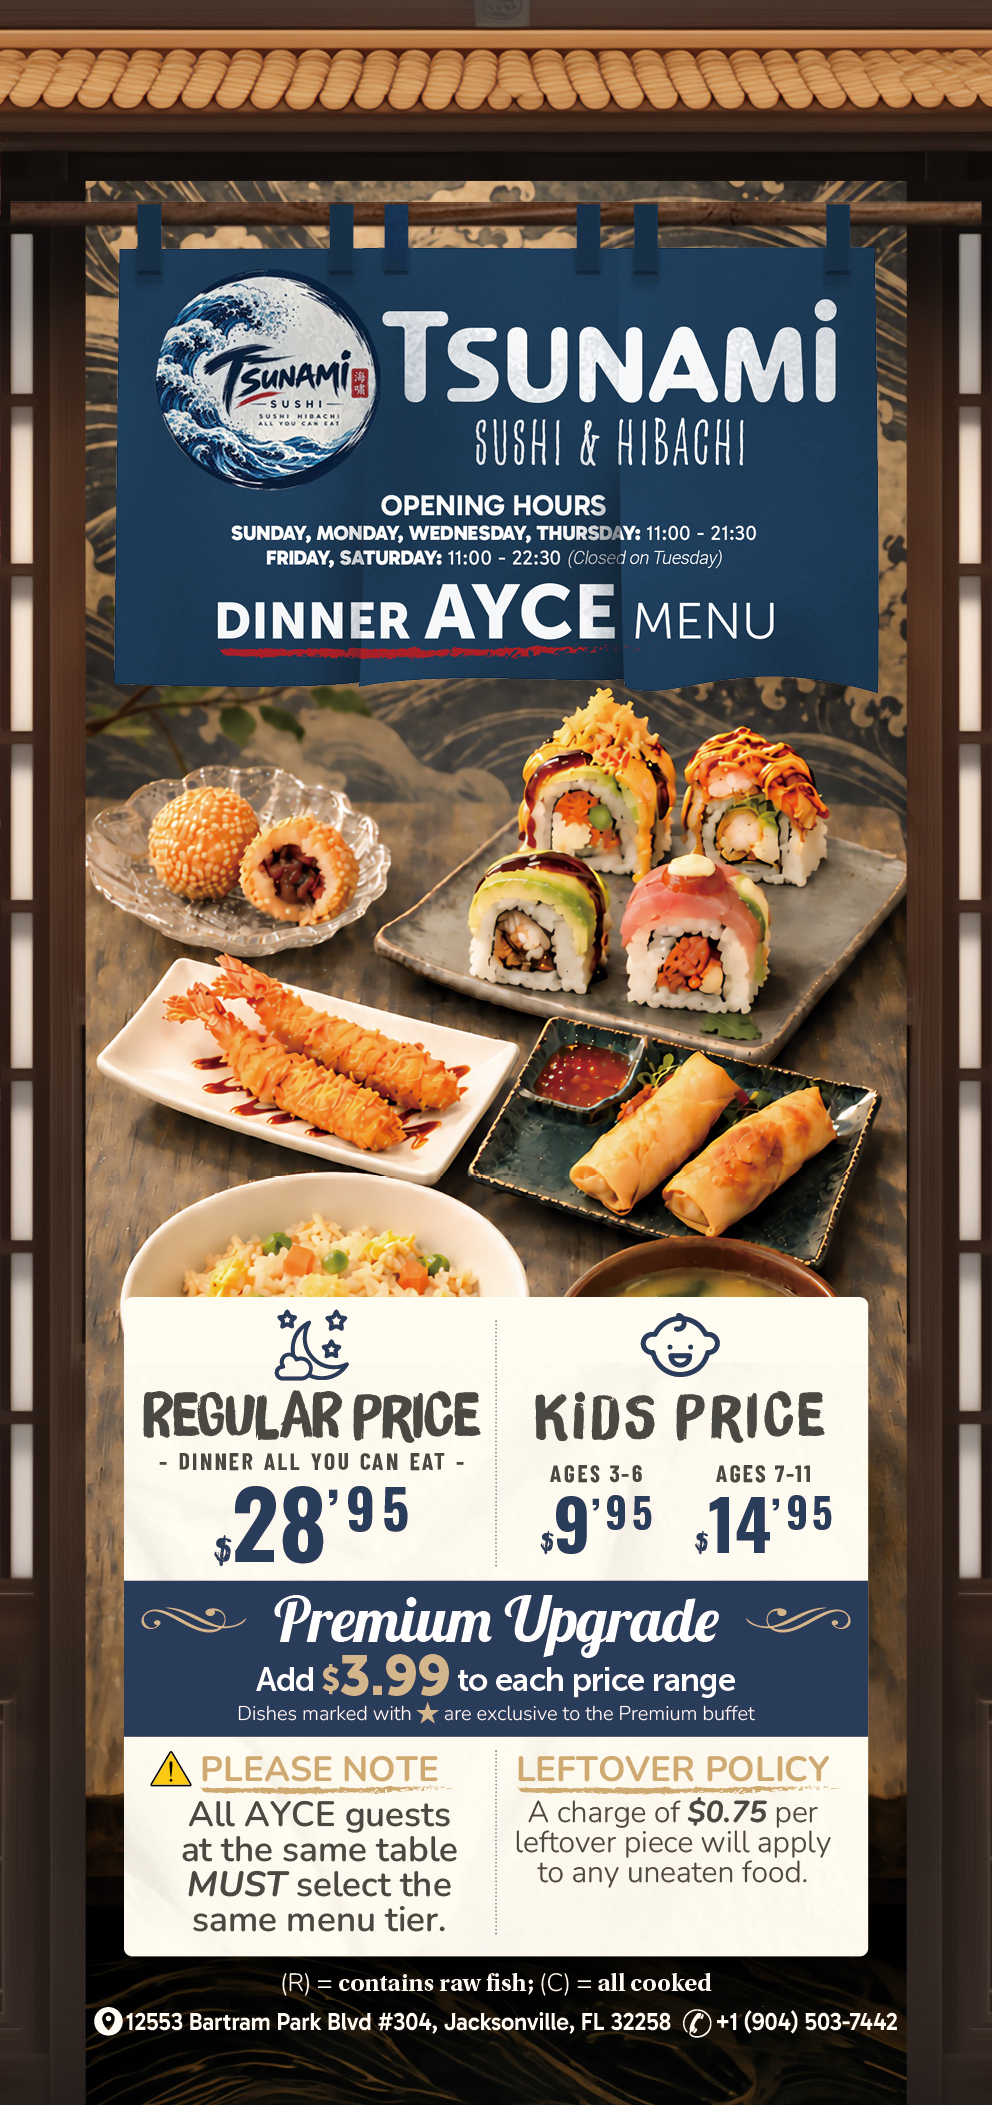 TSUNAMI
海嘯
SUSHI
SUSHI HIBACHI
ALL YOU CAN EAT
TSUNAMi
SUSHI & HIBACHI
OPENING HOURS
SUNDAY, MONDAY, WEDNESDAY, THURSDAY: 11:00 - 21:30
FRIDAY, SATURDAY: 11:00 - 22:30 (Closed on Tuesday)
DINNER AYCE MENU
REGULAR PRICE
- DINNER ALL YOU CAN EAT -
$28'95
KiDS PRICE
AGES 3-6
$9'95
AGES 7-11
$14'95
Premium Upgrade
Add $3.99 to each price range
Dishes marked with ★ are exclusive to the Premium buffet
PLEASE NOTE
All AYCE guests
at the same table
MUST select the
same menu tier.
LEFTOVER POLICY
A charge of $0.75 per
leftover piece will apply
to any uneaten food.
(R) = contains raw fish; (C) = all cooked
12553 Bartram Park Blvd #304, Jacksonville, FL 32258 +1 (904) 503-7442